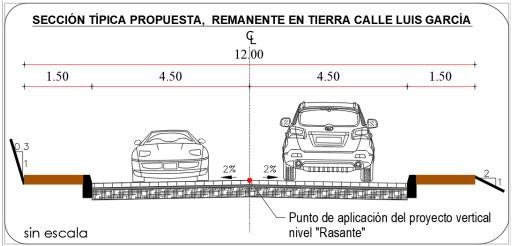 SECCIÓN TÍPICA PROPUESTA, REMANENTE EN TIERRA CALLE LUIS GARCÍA
CL
12.00
1.50 4.50 4.50 1.50
0.3
1
2% 2%
2
1
Punto de aplicación del proyecto vertical
nivel "Rasante"
sin escala